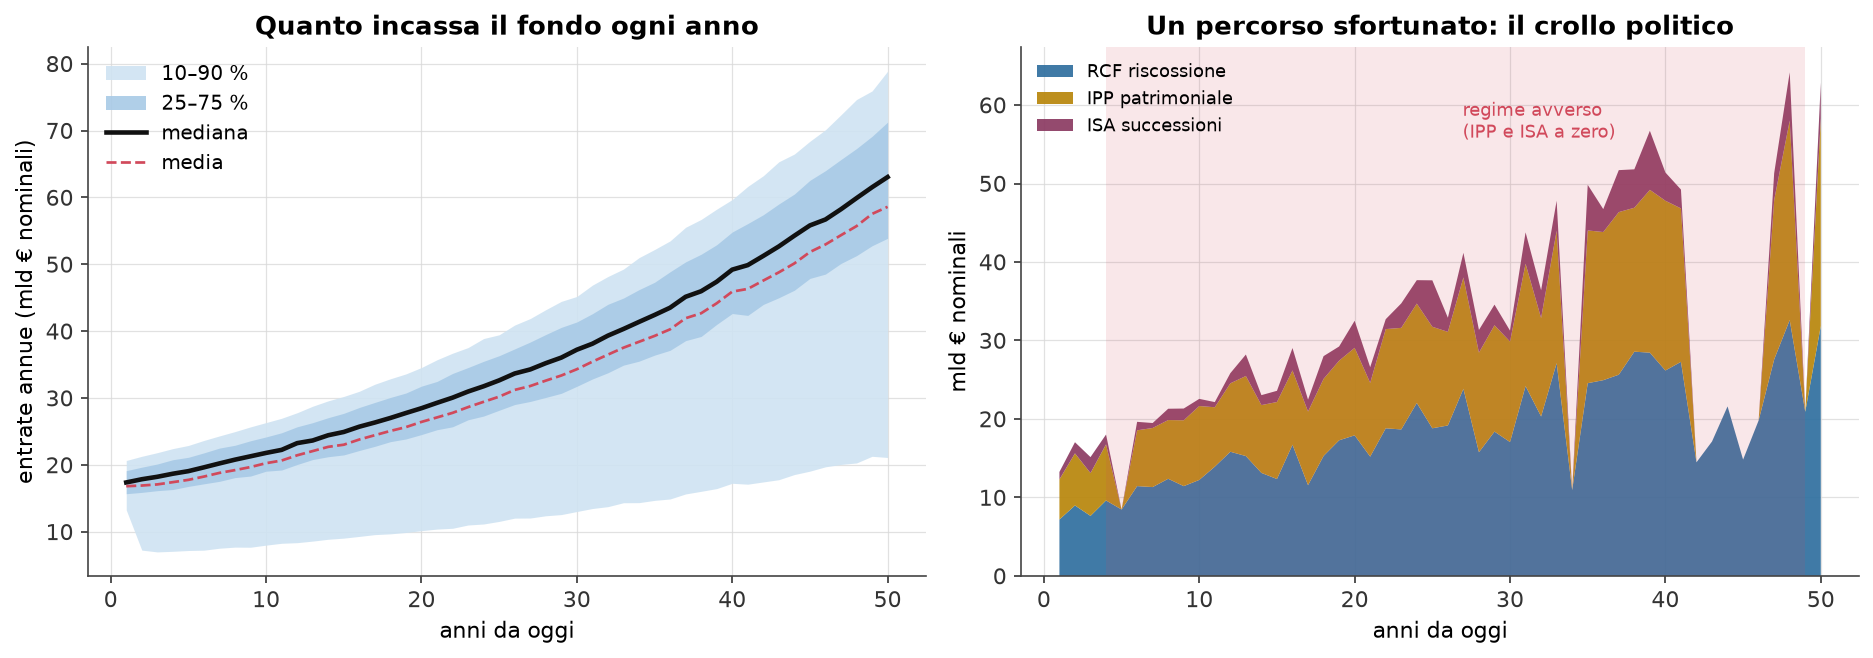 Quanto incassa il fondo ogni anno
entrate annue (mld € nominali)
80
70
60
50
40
30
20
10
10–90 %
25–75 %
mediana
media
0
10
20
30
40
50
anni da oggi
Un percorso sfortunato: il crollo politico
mld € nominali
60
50
40
30
20
10
0
RCF riscossione
IPP patrimoniale
ISA successioni
regime avverso
(IPP e ISA a zero)
0
10
20
30
40
50
anni da oggi